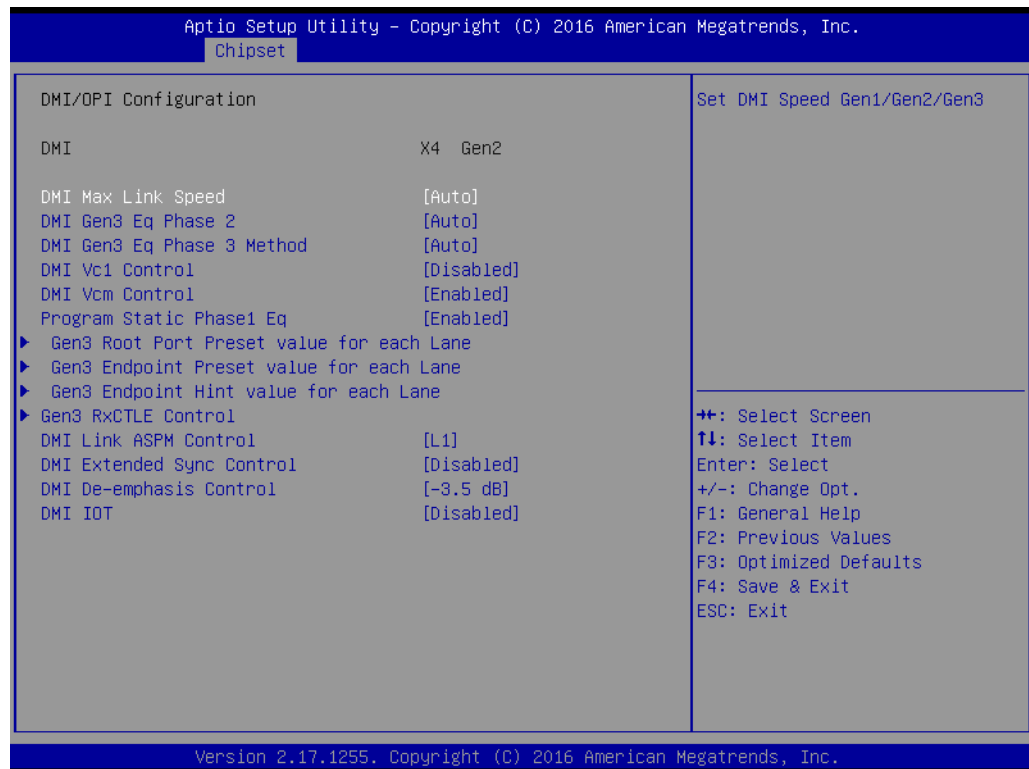 Aptio Setup Utility – Copyright (C) 2016 American Megatrends, Inc.
Chipset
DMI/OPI Configuration
DMI X4 Gen2
DMI Max Link Speed [Auto]
DMI Gen3 Eq Phase 2 [Auto]
DMI Gen3 Eq Phase 3 Method [Auto]
DMI Vc1 Control [Disabled]
DMI Vcm Control [Enabled]
Program Static Phase1 Eq [Enabled]
Gen3 Root Port Preset value for each Lane
Gen3 Endpoint Preset value for each Lane
Gen3 Endpoint Hint value for each Lane
Gen3 RxCTLE Control
DMI Link ASPM Control [L1]
DMI Extended Sync Control [Disabled]
DMI De-emphasis Control [-3.5 dB]
DMI IOT [Disabled]
Set DMI Speed Gen1/Gen2/Gen3
→←: Select Screen
↑↓: Select Item
Enter: Select
+/-: Change Opt.
F1: General Help
F2: Previous Values
F3: Optimized Defaults
F4: Save & Exit
ESC: Exit
Version 2.17.1255. Copyright (C) 2016 American Megatrends, Inc.